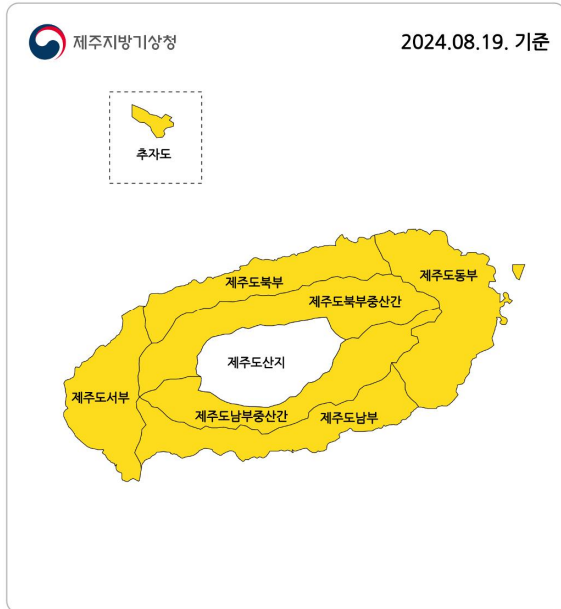 제주지방기상청
2024.08.19. 기준
추자도
제주도북부
제주도동부
제주도북부중산간
제주도산지
제주도서부
제주도남부중산간
제주도남부